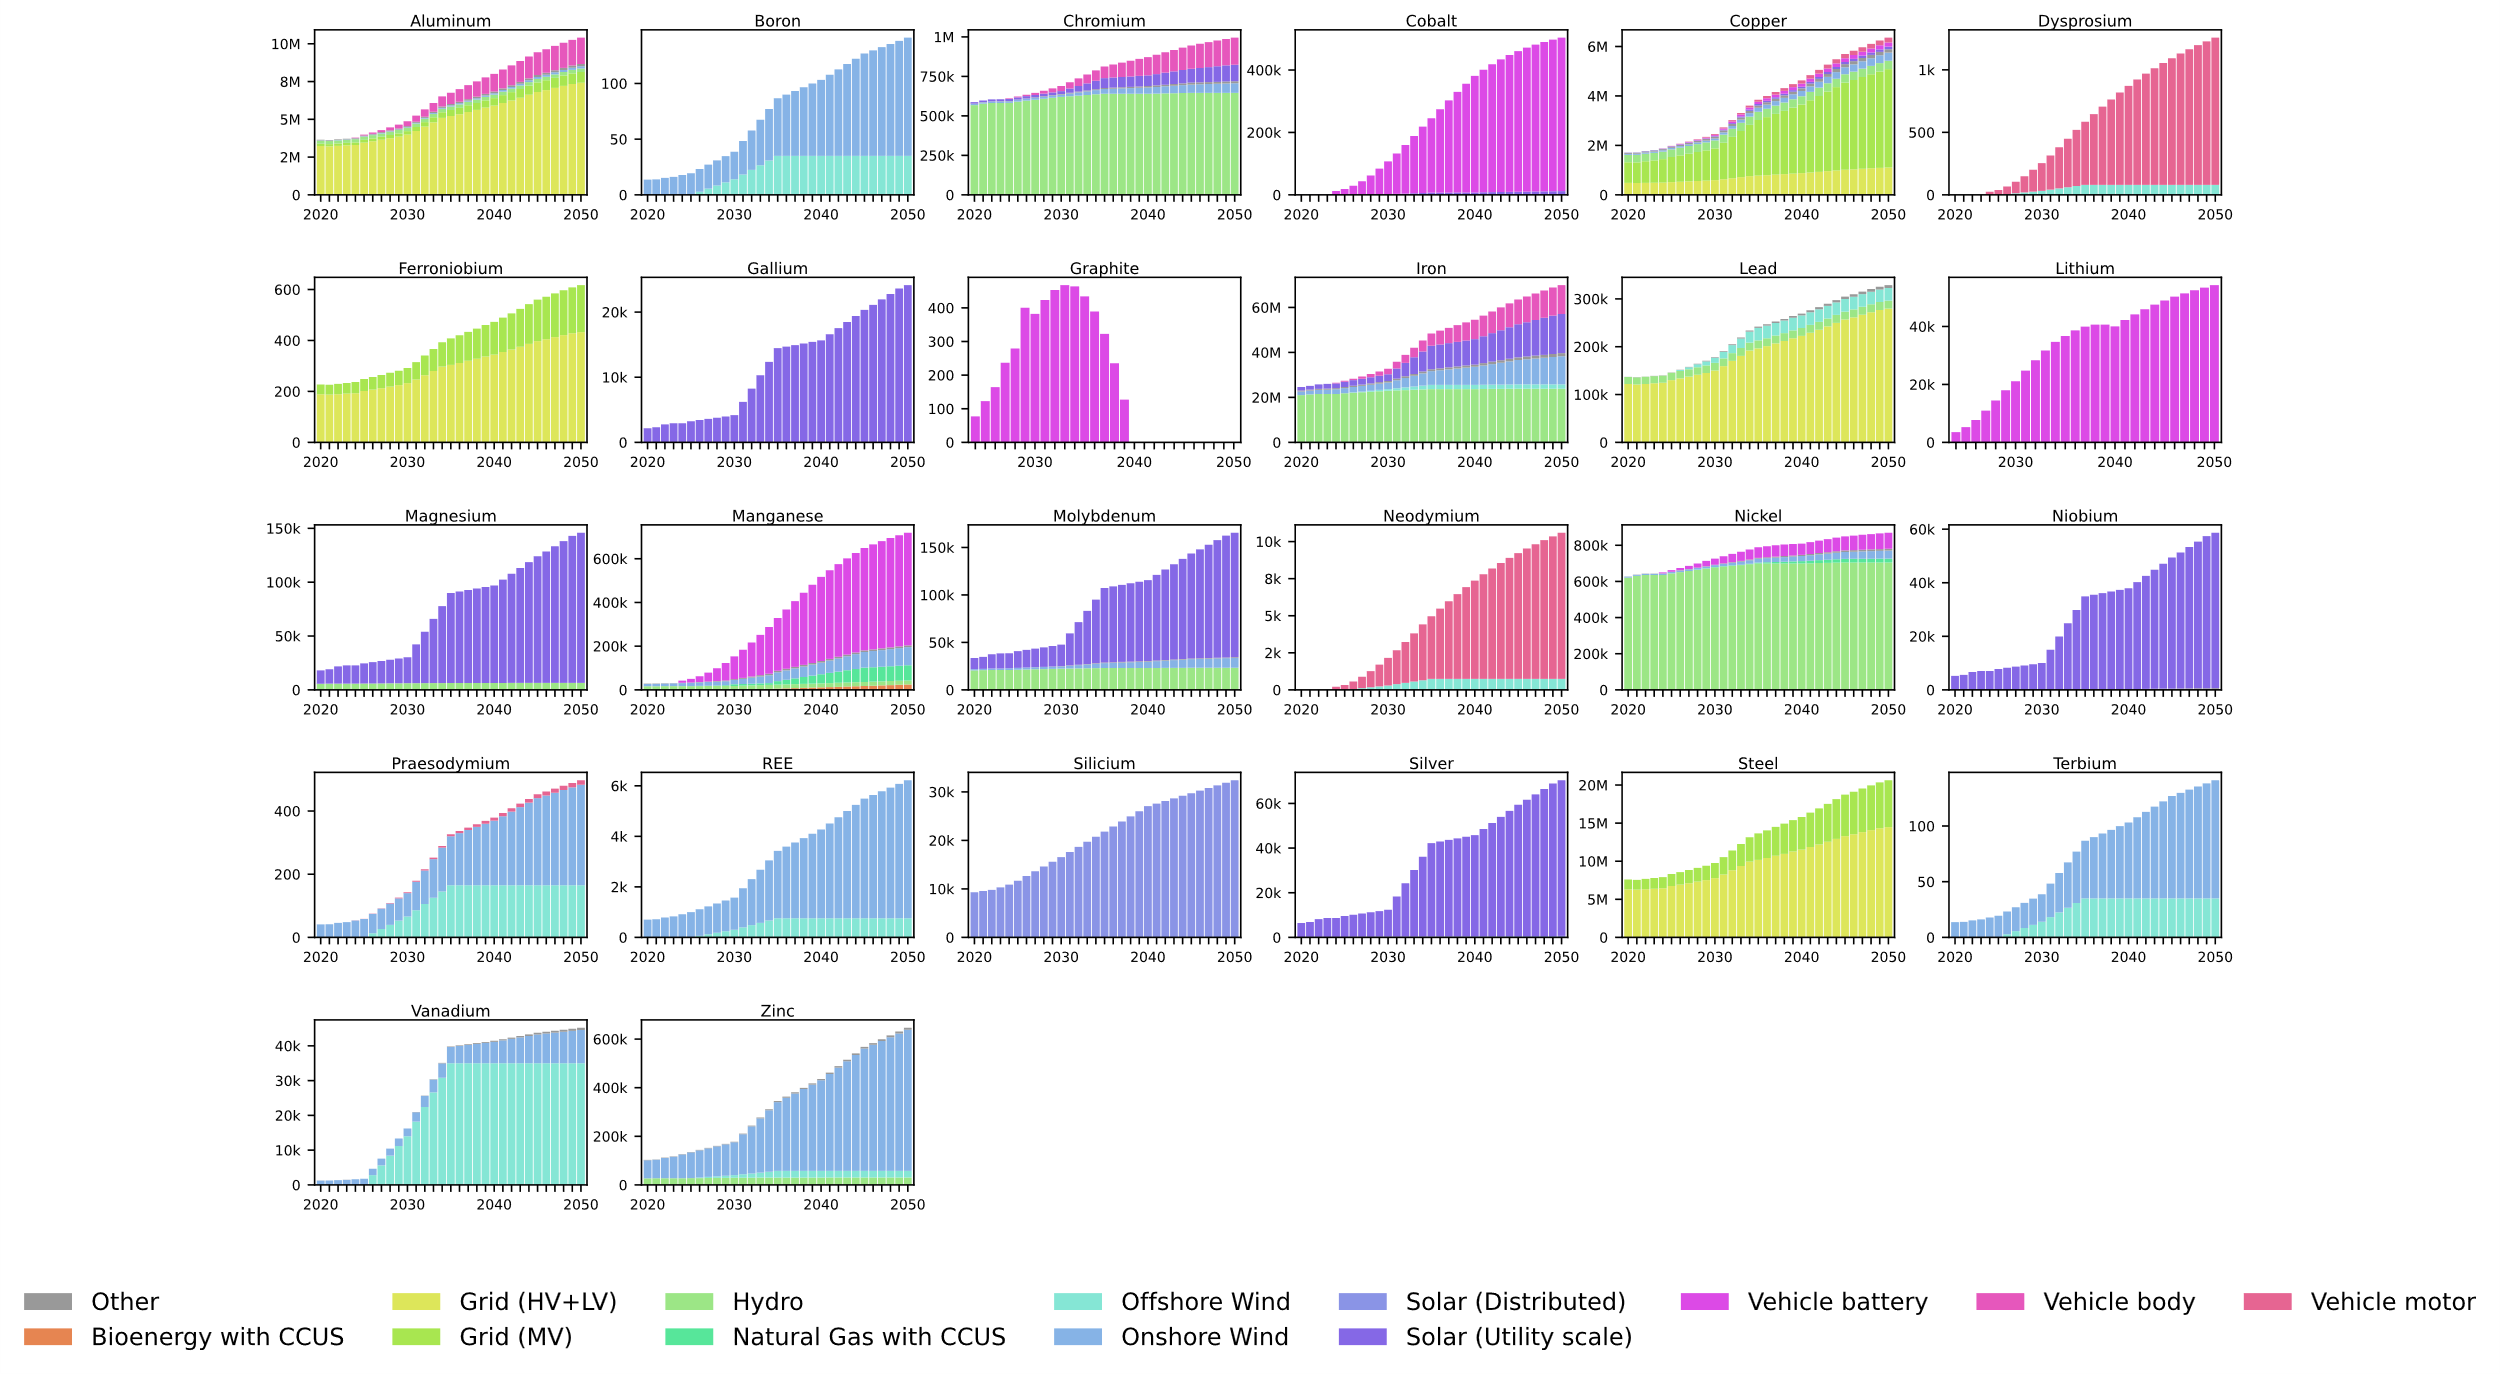 Aluminum Boron Chromium Cobalt Copper Dysprosium
10M 8M 5M 2M 0
100 50 0
1M 750k 500k 250k 0
400k 200k 0
6M 4M 2M 0
1k 500 0
2020 2030 2040 2050 2020 2030 2040 2050 2020 2030 2040 2050 2020 2030 2040 2050 2020 2030 2040 2050 2020 2030 2040 2050
Ferroniobium Gallium Graphite Iron Lead Lithium
600 400 200 0
20k 10k 0
400 300 200 100 0
60M 40M 20M 0
300k 200k 100k 0
40k 20k 0
2020 2030 2040 2050 2020 2030 2040 2050 2030 2040 2050 2020 2030 2040 2050 2020 2030 2040 2050 2030 2040 2050
Magnesium Manganese Molybdenum Neodymium Nickel Niobium
150k 100k 50k 0
600k 400k 200k 0
150k 100k 50k 0
10k 8k 5k 2k 0
800k 600k 400k 200k 0
60k 40k 20k 0
2020 2030 2040 2050 2020 2030 2040 2050 2020 2030 2040 2050 2020 2030 2040 2050 2020 2030 2040 2050 2020 2030 2040 2050
Praesodymium REE Silicium Silver Steel Terbium
400 200 0
6k 4k 2k 0
30k 20k 10k 0
60k 40k 20k 0
20M 15M 10M 5M 0
100 50 0
2020 2030 2040 2050 2020 2030 2040 2050 2020 2030 2040 2050 2020 2030 2040 2050 2020 2030 2040 2050 2020 2030 2040 2050
Vanadium Zinc
40k 30k 20k 10k 0
600k 400k 200k 0
2020 2030 2040 2050 2020 2030 2040 2050
Other Grid (HV+LV) Hydro Offshore Wind Solar (Distributed) Vehicle battery Vehicle body Vehicle motor
Bioenergy with CCUS Grid (MV) Natural Gas with CCUS Onshore Wind Solar (Utility scale)